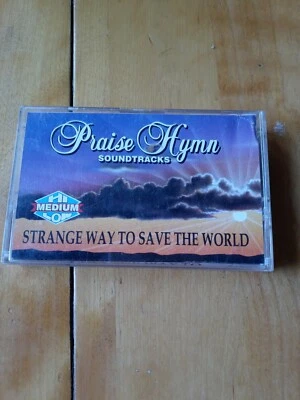 Praise Hymn
SOUNDTRACKS
HI
MEDIUM
LO
STRANGE WAY TO SAVE THE WORLD